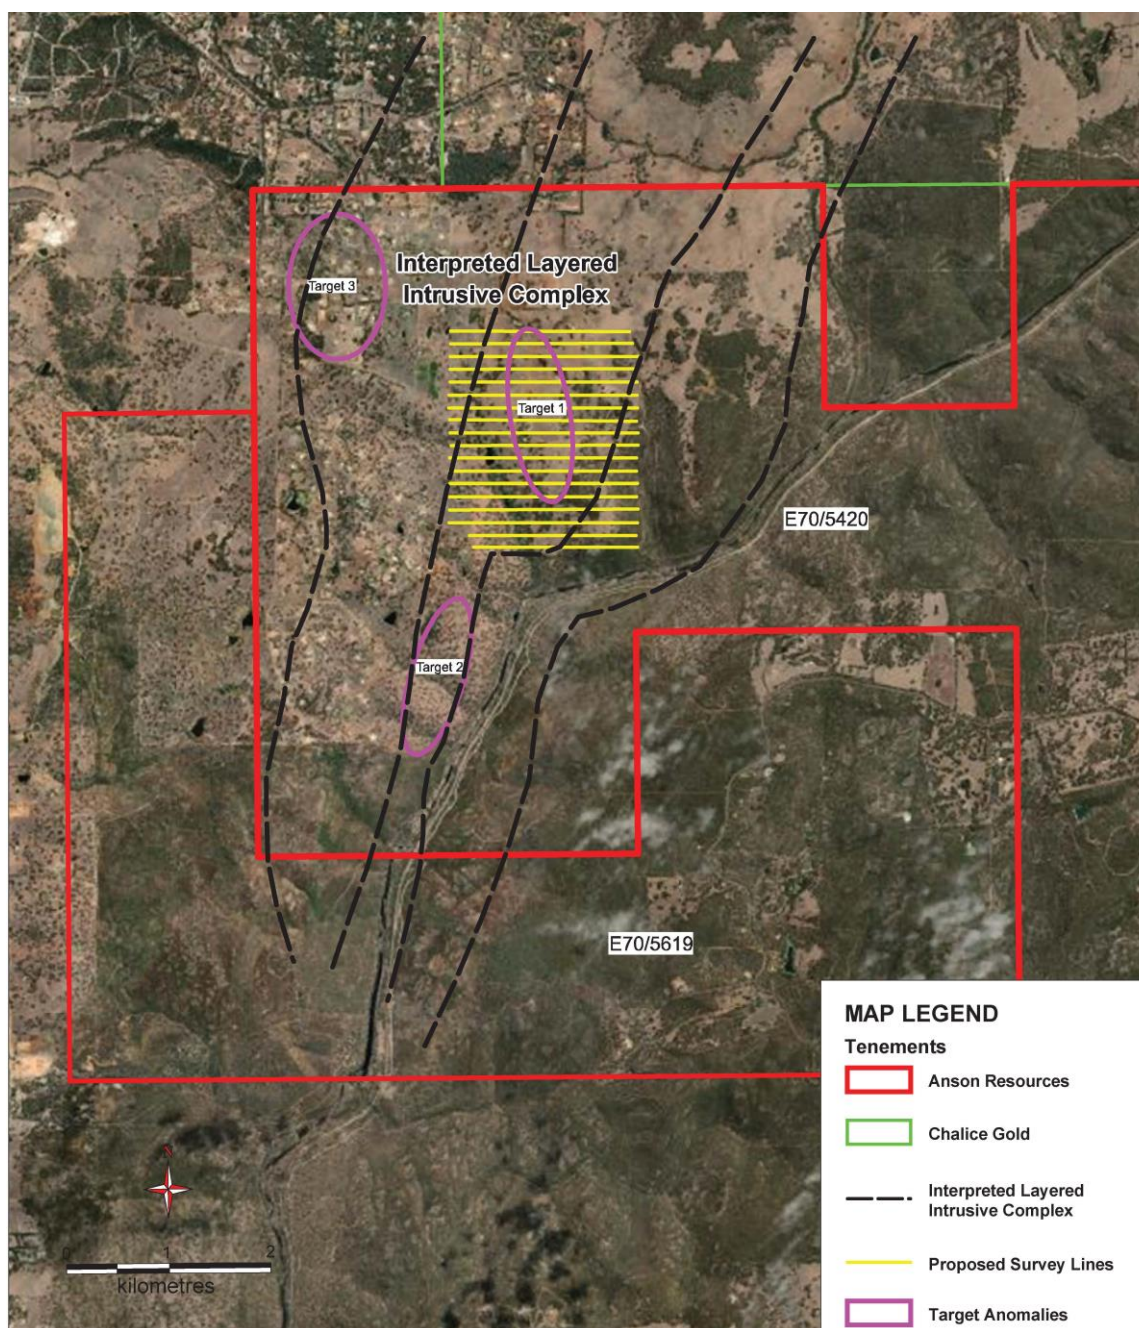 Interpreted Layered
Intrusive Complex
Target 3
Target 1
E70/5420
Target 2
E70/5619
MAP LEGEND
Tenements
Anson Resources
Chalice Gold
Interpreted Layered
Intrusive Complex
Proposed Survey Lines
Target Anomalies
N
0 1 2
kilometres